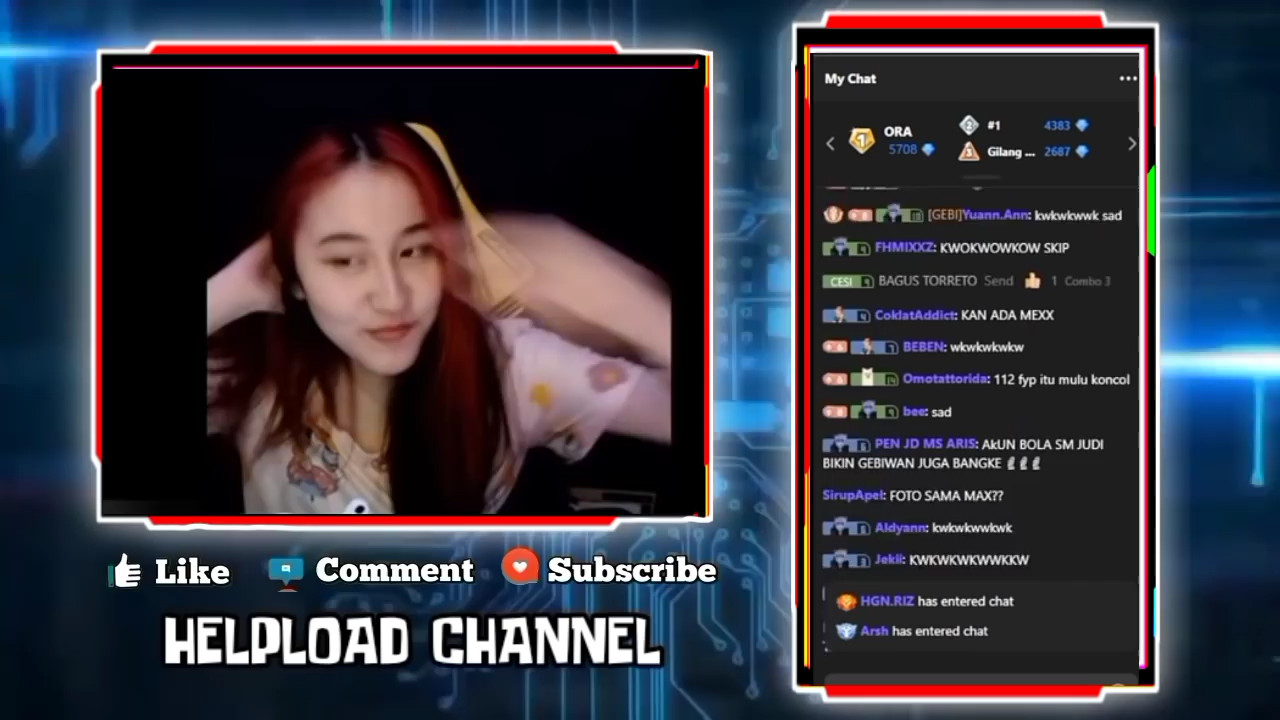 My Chat
ORA
5708
#1
4383
Gilang ...
2687
[GEBI]Yuann.Ann: kwkwkwwk sad
FHMIXXZ: KWOKWOWKOW SKIP
CESI 9 BAGUS TORRETO Send 1 Combo 3
CoklatAddict: KAN ADA MEXX
BEBEN: wkwkwkwkw
Omotattorida: 112 fyp itu mulu koncol
bee: sad
PEN JD MS ARIS: AkUN BOLA SM JUDI
BIKIN GEBIWAN JUGA BANGKE
SirupApel: FOTO SAMA MAX??
Aldyann: kwkwkwwkwk
Jekii: KWKWKWKWWKKW
HGN.RIZ has entered chat
Arsh has entered chat
Like
Comment
Subscribe
HELPLOAD CHANNEL